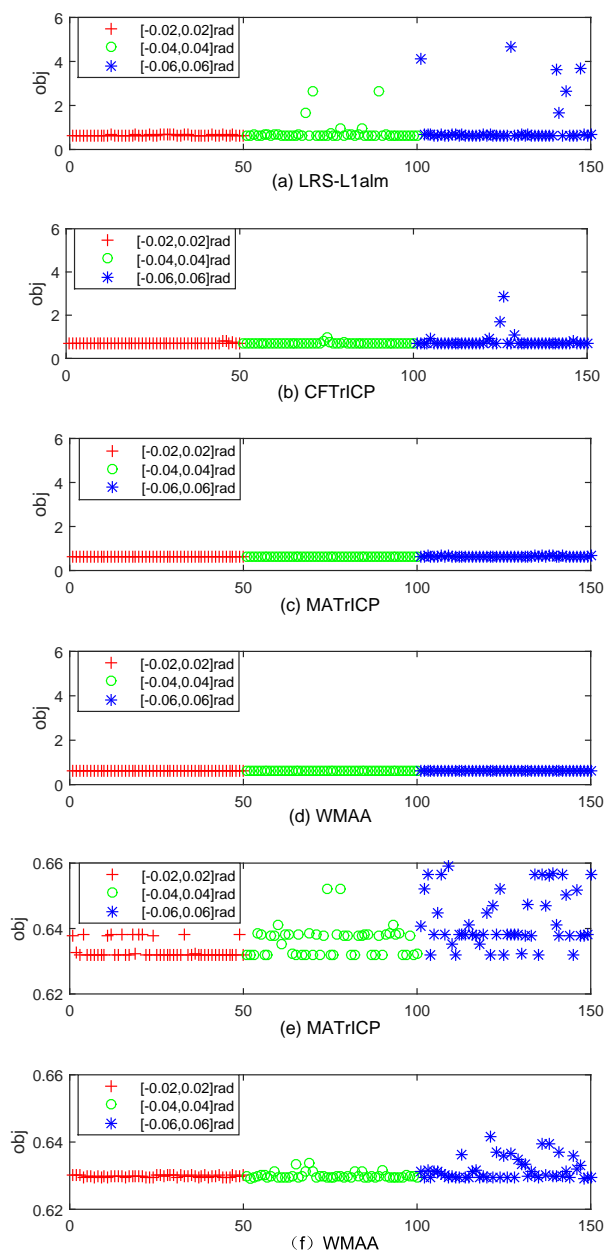 6
4
2
0
obj
[-0.02,0.02]rad
[-0.04,0.04]rad
[-0.06,0.06]rad
0 50 100 150
(a) LRS-L1alm
6
4
2
0
obj
[-0.02,0.02]rad
[-0.04,0.04]rad
[-0.06,0.06]rad
0 50 100 150
(b) CFTrICP
6
4
2
0
obj
[-0.02,0.02]rad
[-0.04,0.04]rad
[-0.06,0.06]rad
0 50 100 150
(c) MATrICP
6
4
2
0
obj
[-0.02,0.02]rad
[-0.04,0.04]rad
[-0.06,0.06]rad
0 50 100 150
(d) WMAA
0.66
0.64
0.62
obj
[-0.02,0.02]rad
[-0.04,0.04]rad
[-0.06,0.06]rad
0 50 100 150
(e) MATrICP
0.66
0.64
0.62
obj
[-0.02,0.02]rad
[-0.04,0.04]rad
[-0.06,0.06]rad
0 50 100 150
（f）WMAA